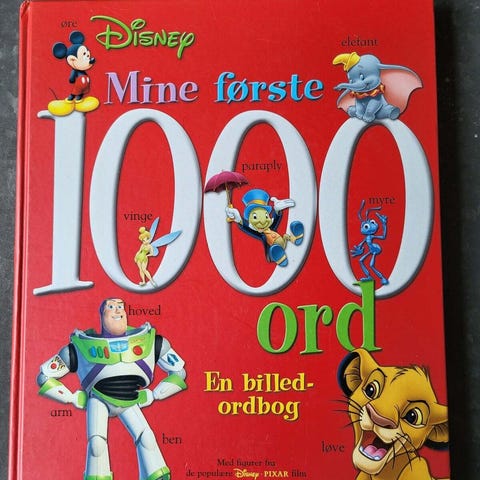 øre
Disney
elefant
Mine første
1000
paraply
vinge
myre
hoved
ord
En billed-
ordbog
arm
ben
løve
Med figurer fra
de populære Disney · PIXAR film